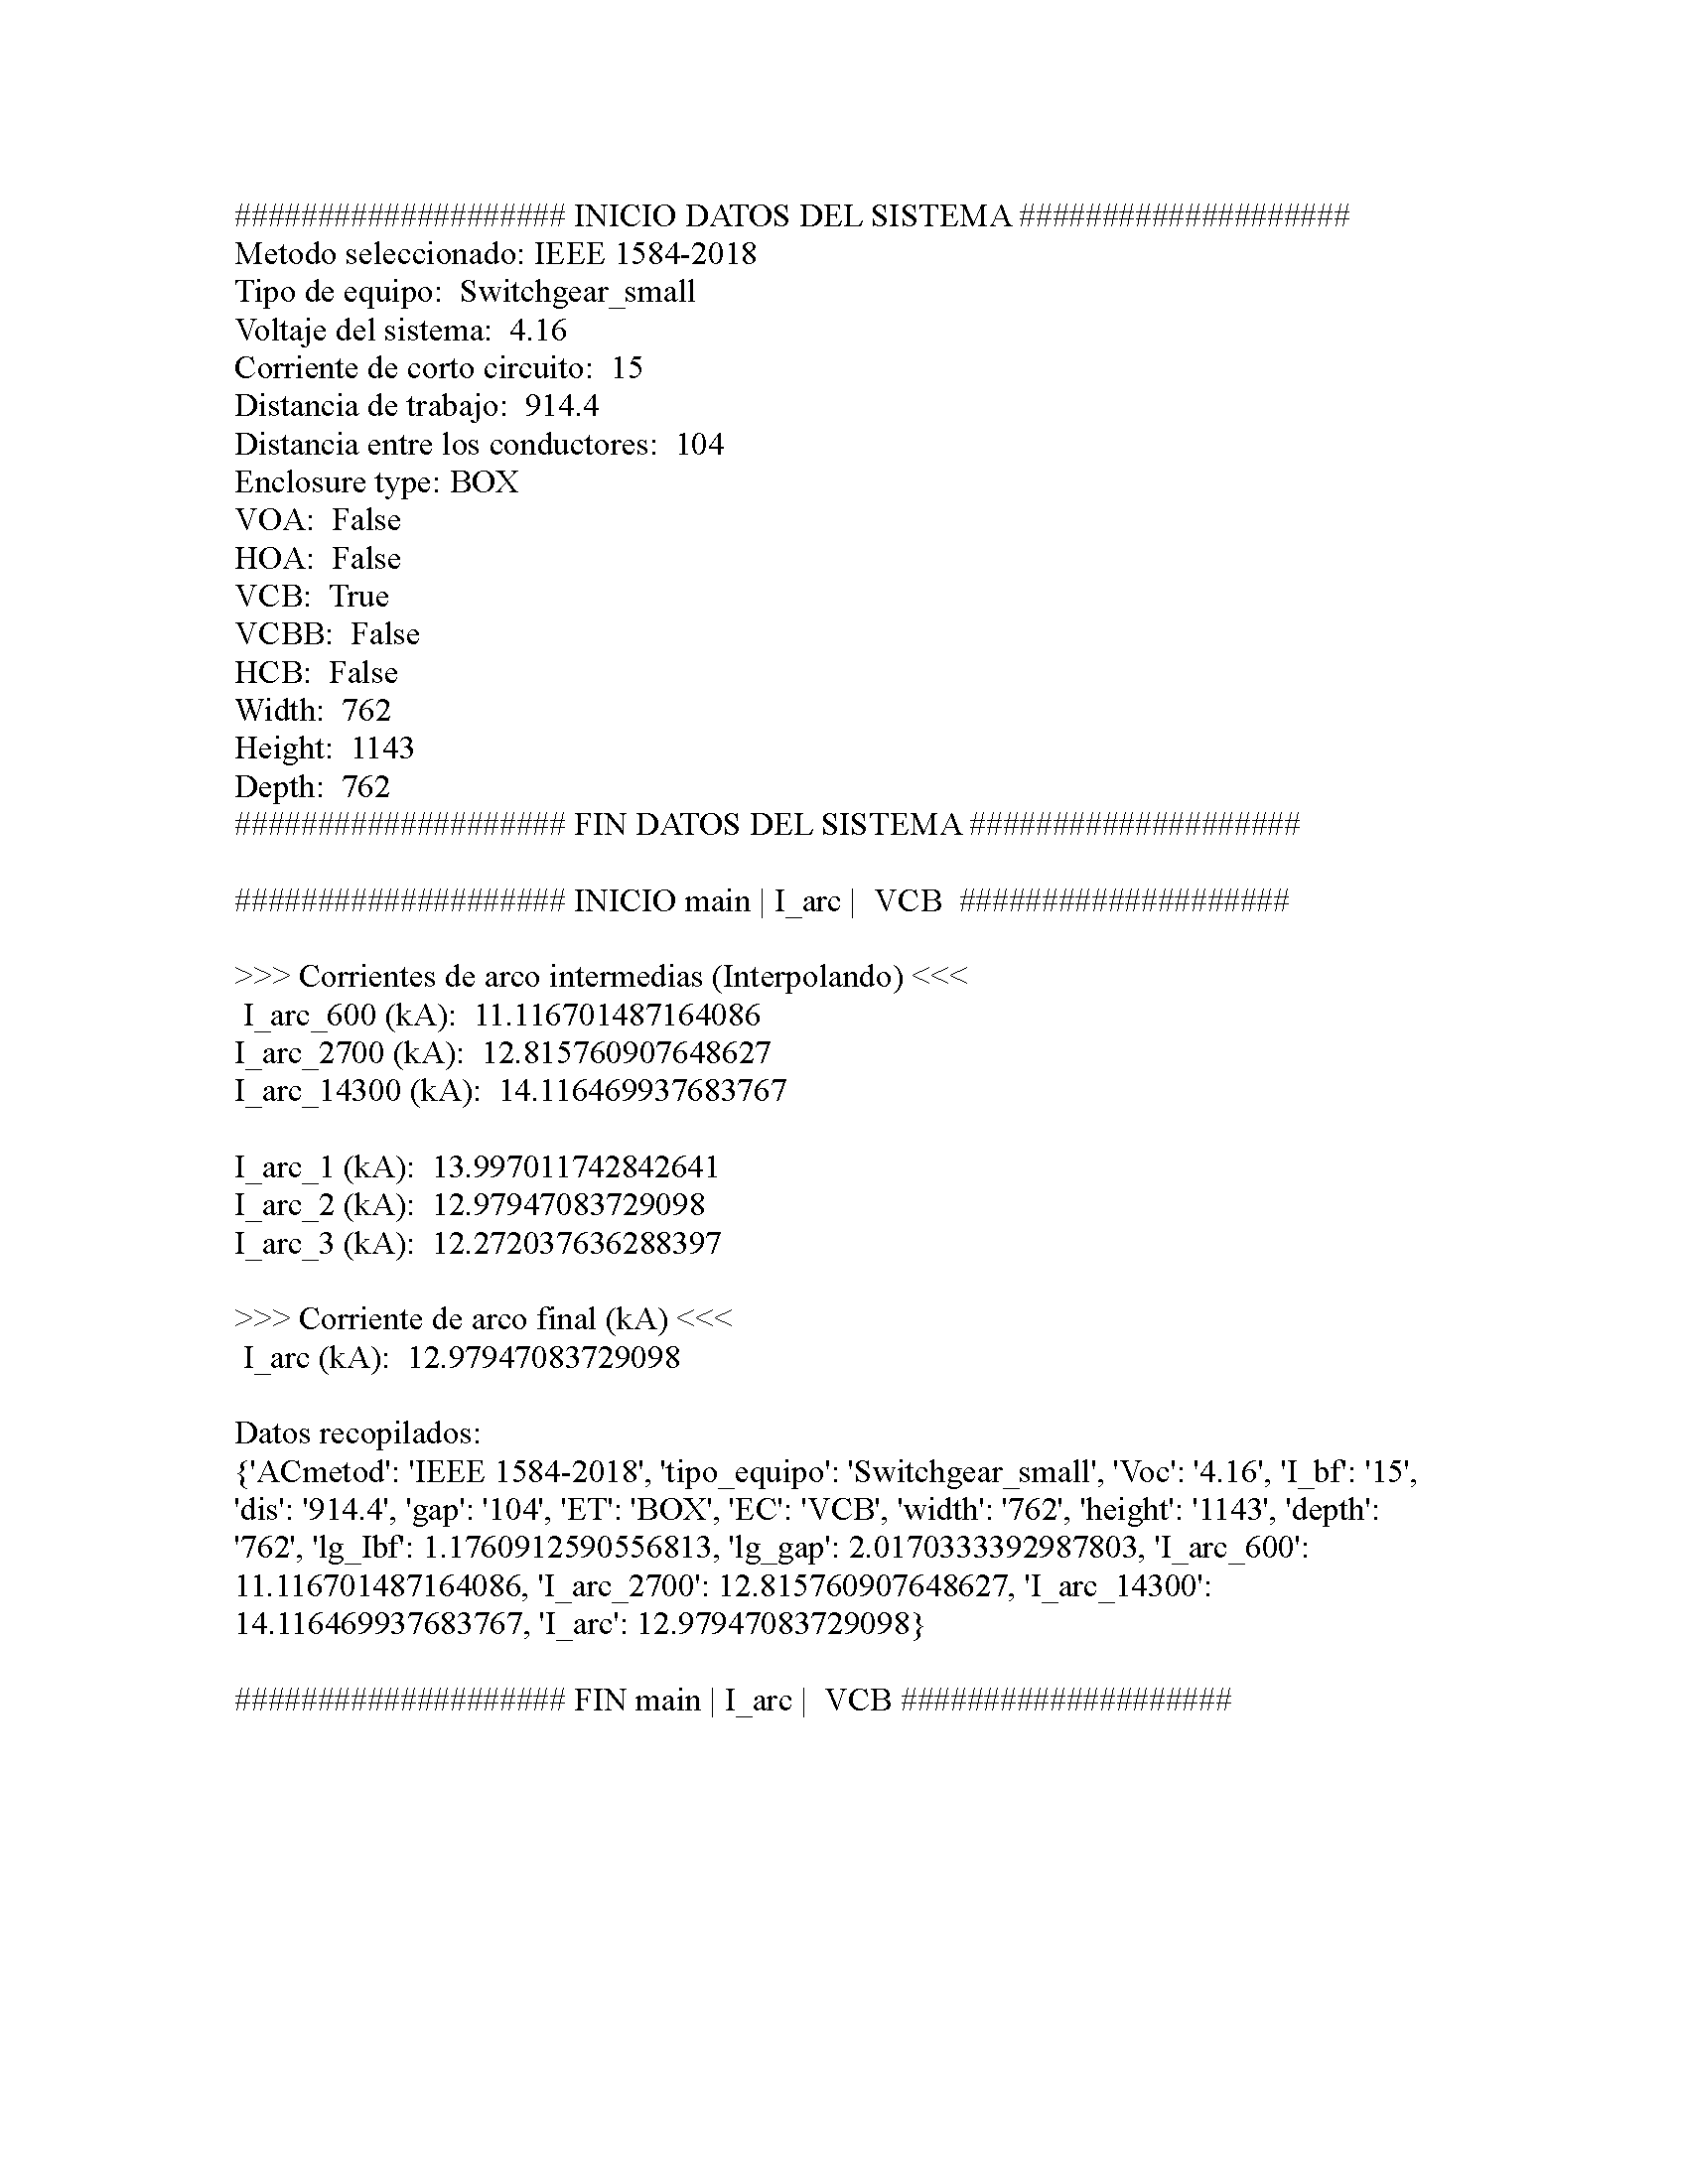 #################### INICIO DATOS DEL SISTEMA ####################
Metodo seleccionado: IEEE 1584-2018
Tipo de equipo:  Switchgear_small
Voltaje del sistema:  4.16
Corriente de corto circuito:  15
Distancia de trabajo:  914.4
Distancia entre los conductores:  104
Enclosure type: BOX
VOA:  False
HOA:  False
VCB:  True
VCBB:  False
HCB:  False
Width:  762
Height:  1143
Depth:  762
#################### FIN DATOS DEL SISTEMA ####################
#################### INICIO main | I_arc |  VCB  ####################
>>> Corrientes de arco intermedias (Interpolando) <<<
I_arc_600 (kA):  11.116701487164086
I_arc_2700 (kA):  12.815760907648627
I_arc_14300 (kA):  14.116469937683767
I_arc_1 (kA):  13.997011742842641
I_arc_2 (kA):  12.97947083729098
I_arc_3 (kA):  12.272037636288397
>>> Corriente de arco final (kA) <<<
I_arc (kA):  12.97947083729098
Datos recopilados:
{'ACmetod': 'IEEE 1584-2018', 'tipo_equipo': 'Switchgear_small', 'Voc': '4.16', 'I_bf': '15',
'dis': '914.4', 'gap': '104', 'ET': 'BOX', 'EC': 'VCB', 'width': '762', 'height': '1143', 'depth':
'762', 'lg_Ibf': 1.1760912590556813, 'lg_gap': 2.0170333392987803, 'I_arc_600':
11.116701487164086, 'I_arc_2700': 12.815760907648627, 'I_arc_14300':
14.116469937683767, 'I_arc': 12.97947083729098}
#################### FIN main | I_arc |  VCB ####################